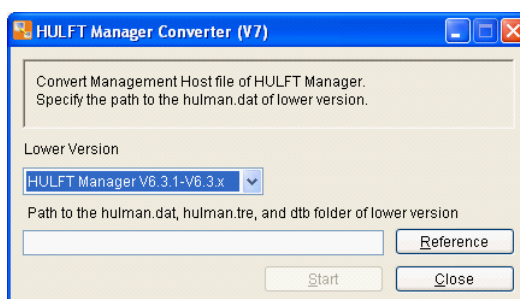 HULFT Manager Converter (V7)
Convert Management Host file of HULFT Manager.
Specify the path to the hulman.dat of lower version.
Lower Version
HULFT Manager V6.3.1-V6.3.x
Path to the hulman.dat, hulman.tre, and dtb folder of lower version
Reference
Start Close